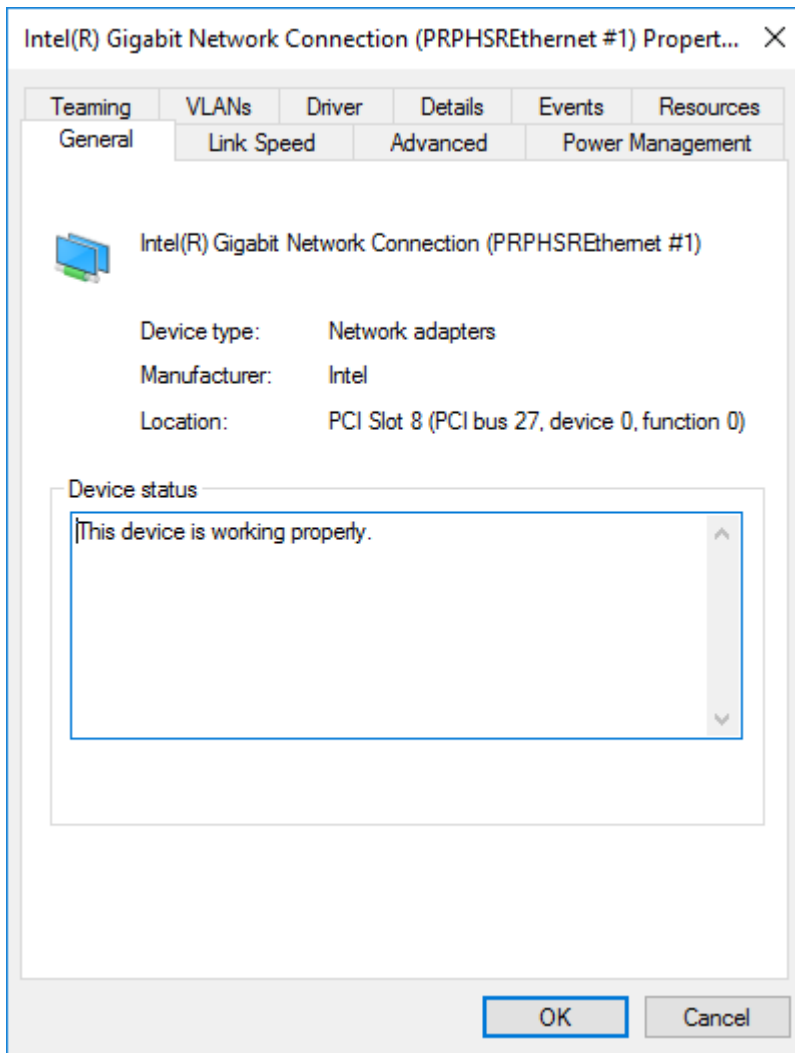 Intel(R) Gigabit Network Connection (PRPHSREthernet #1) Propert...
Teaming VLANs Driver Details Events Resources
General Link Speed Advanced Power Management
Intel(R) Gigabit Network Connection (PRPHSREthernet #1)
Device type: Network adapters
Manufacturer: Intel
Location: PCI Slot 8 (PCI bus 27, device 0, function 0)
Device status
This device is working properly.
OK Cancel